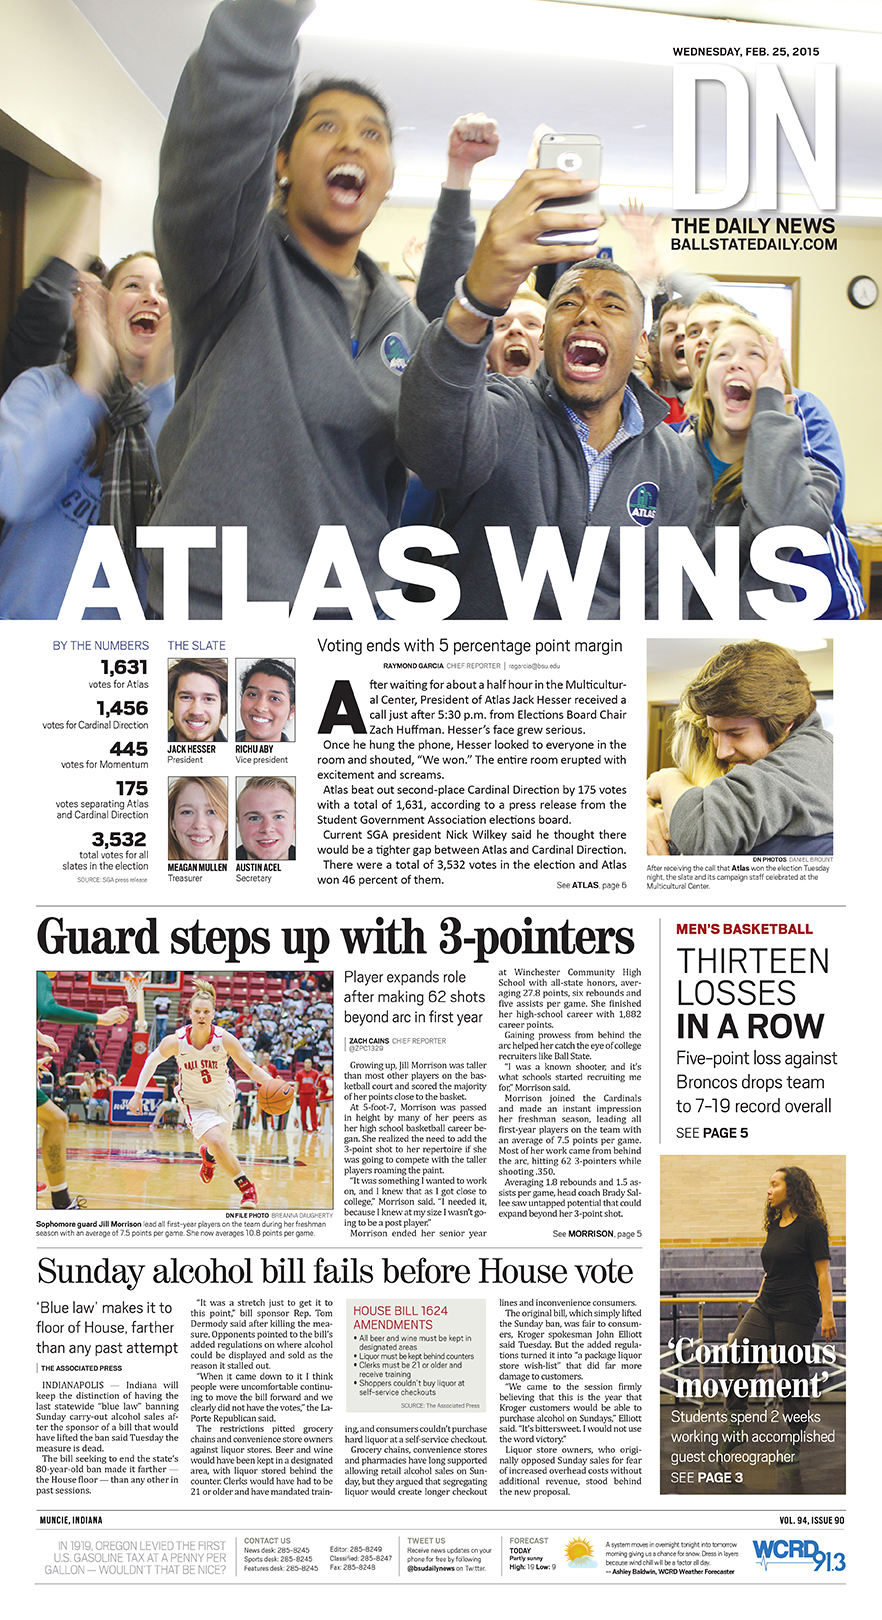 WEDNESDAY, FEB. 25, 2015
DN
THE DAILY NEWS
BALLSTATEDAILY.COM
ATLAS
ATLAS WINS
BY THE NUMBERS
1,631
votes for Atlas
1,456
votes for Cardinal Direction
445
votes for Momentum
175
votes separating Atlas
and Cardinal Direction
3,532
total votes for all
slates in the election
SOURCE: SGA press release
THE SLATE
JACK HESSER
President
RICHU ABY
Vice president
MEAGAN MULLEN
Treasurer
AUSTIN ACEL
Secretary
Voting ends with 5 percentage point margin
RAYMOND GARCIA CHIEF REPORTER | ragarcia@bsu.edu
After waiting for about a half hour in the Multicultur-
al Center, President of Atlas Jack Hesser received a
call just after 5:30 p.m. from Elections Board Chair
Zach Huffman. Hesser's face grew serious.
Once he hung the phone, Hesser looked to everyone in the
room and shouted, “We won.” The entire room erupted with
excitement and screams.
Atlas beat out second-place Cardinal Direction by 175 votes
with a total of 1,631, according to a press release from the
Student Government Association elections board.
Current SGA president Nick Wilkey said he thought there
would be a tighter gap between Atlas and Cardinal Direction.
There were a total of 3,532 votes in the election and Atlas
won 46 percent of them.
See ATLAS, page 6
DN PHOTOS DANIEL BROUNT
After receiving the call that Atlas won the election Tuesday
night, the slate and its campaign staff celebrated at the
Multicultural Center.
Guard steps up with 3-pointers
BALL STATE
5
DN FILE PHOTO BREANNA DAUGHERTY
Sophomore guard Jill Morrison lead all first-year players on the team during her freshman
season with an average of 7.5 points per game. She now averages 10.8 points per game.
Player expands role
after making 62 shots
beyond arc in first year
ZACH CAINS CHIEF REPORTER
@ZPC1329
Growing up, Jill Morrison was taller
than most other players on the bas-
ketball court and scored the majority
of her points close to the basket.
At 5-foot-7, Morrison was passed
in height by many of her peers as
her high school basketball career be-
gan. She realized the need to add the
3-point shot to her repertoire if she
was going to compete with the taller
players roaming the paint.
“It was something I wanted to work
on, and I knew that as I got close to
college,” Morrison said. “I needed it,
because I knew at my size I wasn't go-
ing to be a post player.”
Morrison ended her senior year
at Winchester Community High
School with all-state honors, aver-
aging 27.8 points, six rebounds and
five assists per game. She finished
her high-school career with 1,882
career points.
Gaining prowess from behind the
arc helped her catch the eye of college
recruiters like Ball State.
“I was a known shooter, and it's
what schools started recruiting me
for,” Morrison said.
Morrison joined the Cardinals
and made an instant impression
her freshman season, leading all
first-year players on the team with
an average of 7.5 points per game.
Most of her work came from behind
the arc, hitting 62 3-pointers while
shooting .350.
Averaging 1.8 rebounds and 1.5 as-
sists per game, head coach Brady Sal-
lee saw untapped potential that could
expand beyond her 3-point shot.
See MORRISON, page 5
MEN'S BASKETBALL
THIRTEEN
LOSSES
IN A ROW
Five-point loss against
Broncos drops team
to 7-19 record overall
SEE PAGE 5
‘Continuous
movement’
Students spend 2 weeks
working with accomplished
guest choreographer
SEE PAGE 3
Sunday alcohol bill fails before House vote
‘Blue law’ makes it to
floor of House, farther
than any past attempt
THE ASSOCIATED PRESS
INDIANAPOLIS — Indiana will
keep the distinction of having the
last statewide “blue law” banning
Sunday carry-out alcohol sales af-
ter the sponsor of a bill that would
have lifted the ban said Tuesday the
measure is dead.
The bill seeking to end the state's
80-year-old ban made it farther —
the House floor — than any other in
past sessions.
“It was a stretch just to get it to
this point,” bill sponsor Rep. Tom
Dermody said after killing the mea-
sure. Opponents pointed to the bill's
added regulations on where alcohol
could be displayed and sold as the
reason it stalled out.
“When it came down to it I think
people were uncomfortable continu-
ing to move the bill forward and we
clearly did not have the votes,” the La-
Porte Republican said.
The restrictions pitted grocery
chains and convenience store owners
against liquor stores. Beer and wine
would have been kept in a designated
area, with liquor stored behind the
counter. Clerks would have had to be
21 or older and have mandated train-
HOUSE BILL 1624
AMENDMENTS
• All beer and wine must be kept in
designated areas
• Liquor must be kept behind counters
• Clerks must be 21 or older and
receive training
• Shoppers couldn't buy liquor at
self-service checkouts
SOURCE: The Associated Press
ing, and consumers couldn't purchase
hard liquor at a self-service checkout.
Grocery chains, convenience stores
and pharmacies have long supported
allowing retail alcohol sales on Sun-
day, but they argued that segregating
liquor would create longer checkout
lines and inconvenience consumers.
The original bill, which simply lifted
the Sunday ban, was fair to consum-
ers, Kroger spokesman John Elliott
said Tuesday. But the added regula-
tions turned it into “a package liquor
store wish-list” that did far more
damage to customers.
“We came to the session firmly
believing that this is the year that
Kroger customers would be able to
purchase alcohol on Sundays,” Elliott
said. “It's bittersweet. I would not use
the word victory.”
Liquor store owners, who origi-
nally opposed Sunday sales for fear
of increased overhead costs without
additional revenue, stood behind
the new proposal.
MUNCIE, INDIANA
VOL. 94, ISSUE 90
IN 1919, OREGON LEVIED THE FIRST
U.S. GASOLINE TAX AT A PENNY PER
GALLON — WOULDN'T THAT BE NICE?
CONTACT US
News desk: 285-8245
Sports desk: 285-8245
Features desk: 285-8245
Editor: 285-8249
Classified: 285-8247
Fax: 285-8248
TWEET US
Receive news updates on your
phone for free by following
@bsudailynews on Twitter.
FORECAST
TODAY
Partly sunny
High: 19 Low: 9
A system moves in overnight tonight into tomorrow
morning giving us a chance for snow. Dress in layers
because wind chill will be a factor all day.
— Ashley Baldwin, WCRD Weather Forecaster
WCRD
91.3